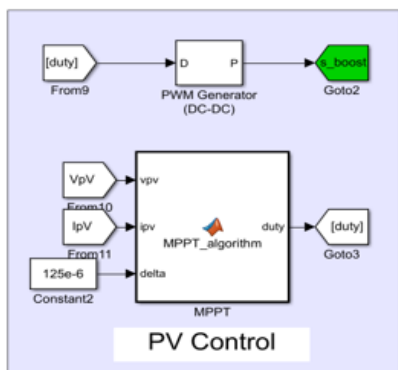 [duty]
From9
D
P
PWM Generator
(DC-DC)
s_boost
Goto2
VpV
From10
vpv
IpV
From11
ipv
125e-6
Constant2
delta
MPPT_algorithm
duty
MPPT
[duty]
Goto3
PV Control